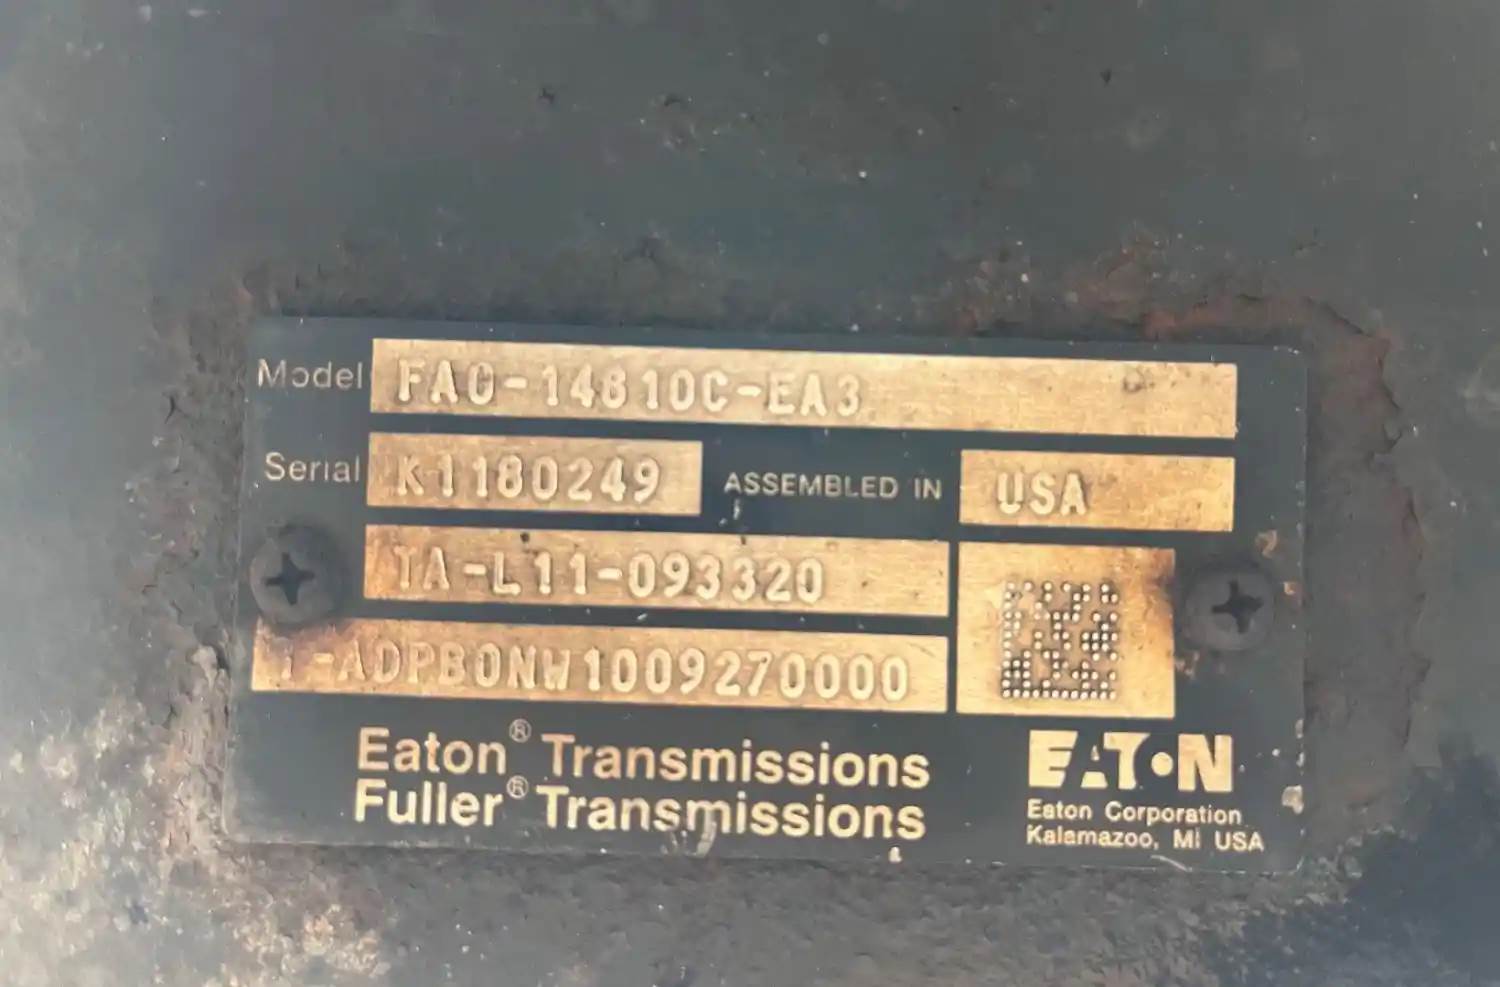 Model FAO-14810C-EA3
Serial K1180249 ASSEMBLED IN USA
TA-L11-093320
-ADPB0NW1009270000
Eaton® Transmissions
Fuller® Transmissions
EATON
Eaton Corporation
Kalamazoo, MI USA